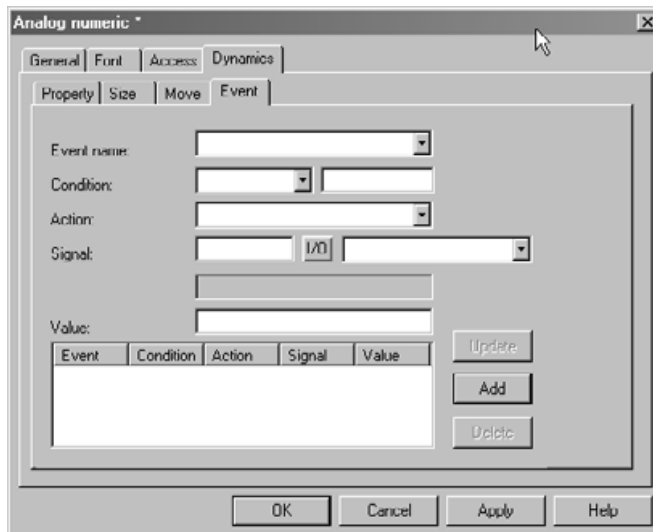 Analog numeric *
General Font Access Dynamics
Property Size Move Event
Event name:
Condition:
Action:
Signal: I/O
Value:
Event Condition Action Signal Value
Update
Add
Delete
OK Cancel Apply Help